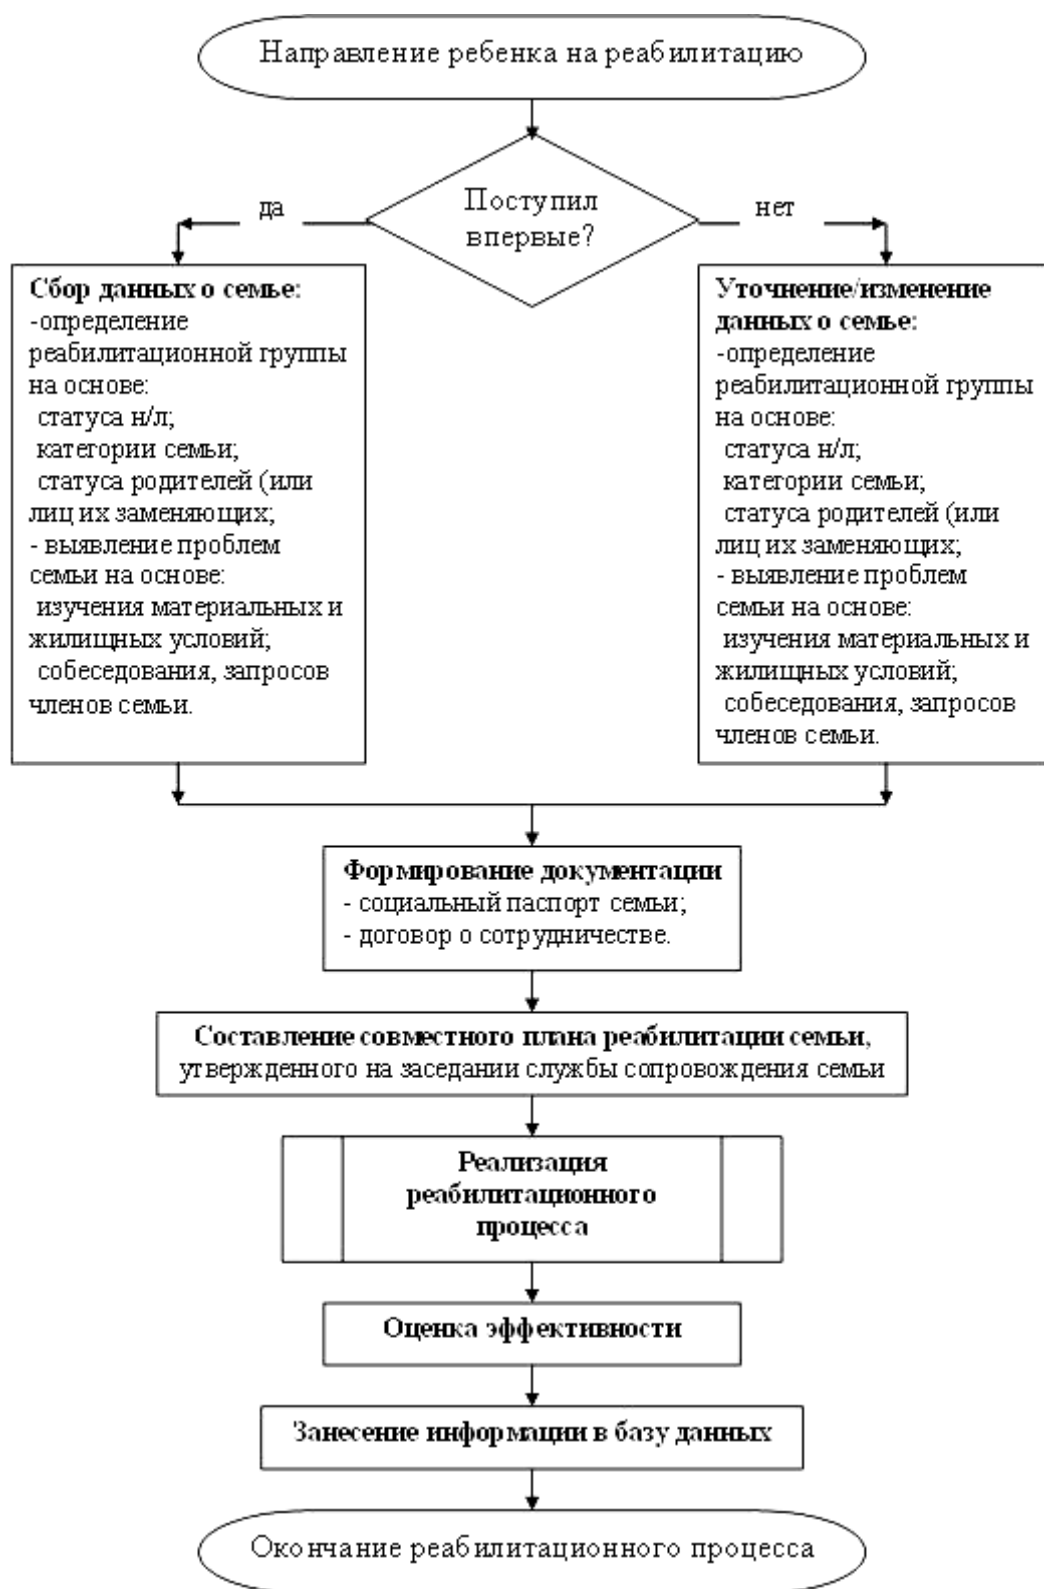 Направление ребенка на реабилитацию
Поступил
впервые?
да
нет
Сбор данных о семье:
-определение
реабилитационной группы
на основе:
статуса н/л;
категории семьи;
статуса родителей (или
лиц их заменяющих;
- выявление проблем
семьи на основе:
изучения материальных и
жилищных условий;
собеседования, запросов
членов семьи.
Уточнение/изменение
данных о семье:
-определение
реабилитационной группы
на основе:
статуса н/л;
категории семьи;
статуса родителей (или
лиц их заменяющих;
- выявление проблем
семьи на основе:
изучения материальных и
жилищных условий;
собеседования, запросов
членов семьи.
Формирование документации
- социальный паспорт семьи;
- договор о сотрудничестве.
Составление совместного плана реабилитации семьи,
утвержденного на заседании службы сопровождения семьи
Реализация
реабилитационного
процесса
Оценка эффективности
Занесение информации в базу данных
Окончание реабилитационного процесса